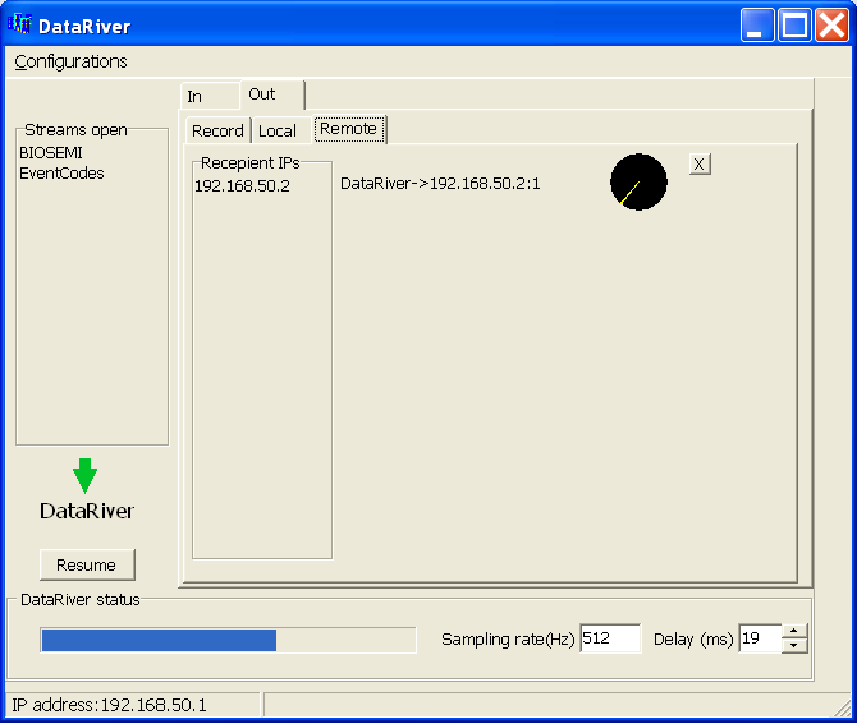 DataRiver
Configurations
In
Out
Streams open
BIOSEMI
EventCodes
Record
Local
Remote
Recepient IPs
192.168.50.2
DataRiver->192.168.50.2:1
X
DataRiver
Resume
DataRiver status
Sampling rate(Hz) 512
Delay (ms) 19
IP address:192.168.50.1